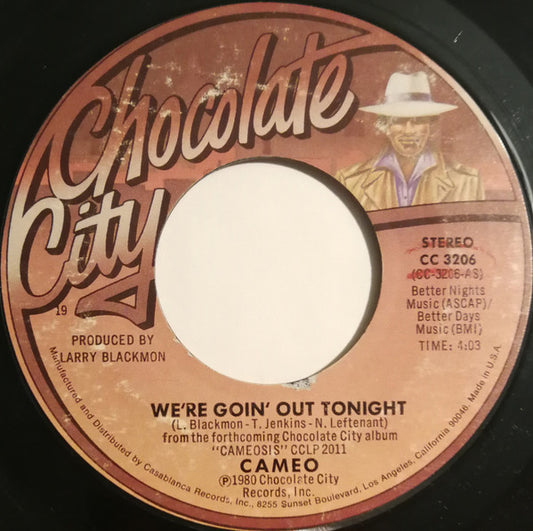 Chocolate
City
STEREO
CC 3206
(CC-3206-AS)
Better Nights
Music (ASCAP)/
Better Days
Music (BMI)
TIME: 4:03
19
PRODUCED BY
LARRY BLACKMON
WE'RE GOIN' OUT TONIGHT
(L. Blackmon - T. Jenkins - N. Leftenant)
from the forthcoming Chocolate City album
"CAMEOSIS" CCLP 2011
CAMEO
Ⓟ1980 Chocolate City
Records, Inc.
Manufactured and Distributed by Casablanca Records, Inc., 8255 Sunset Boulevard, Los Angeles, California 90046. Made in U.S.A.